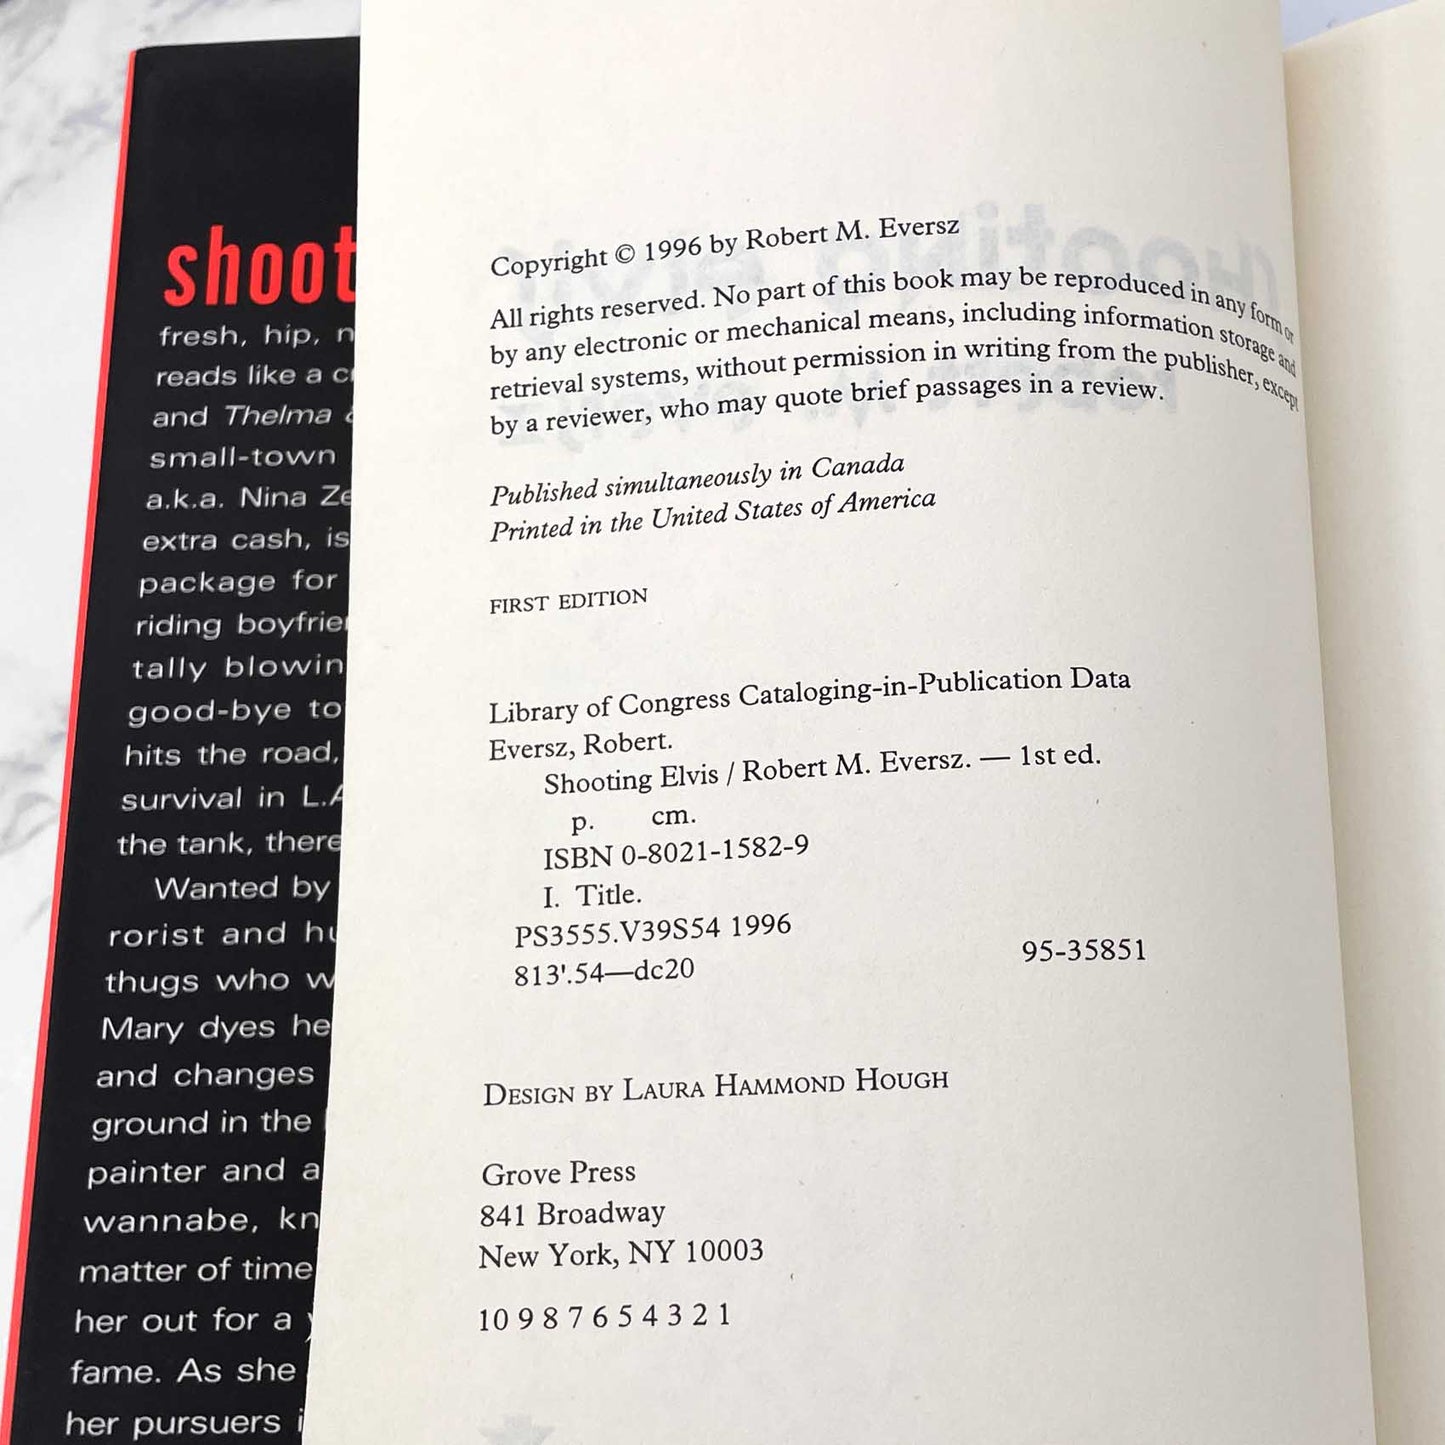 shoot
fresh, hip,
reads like a
and Thelma
small-town
a.k.a. Nina
extra cash, is
package for
riding
tally
good-bye to
hits the road,
survival in
the tank, there
Wanted by
rorist and
thugs who
Mary dyes
and changes
ground in the
painter and a
wannabe,
matter of time
her out for a
fame. As she
her pursuers
Copyright © 1996 by Robert M. Eversz
All rights reserved. No part of this book may be reproduced in any form or
by any electronic or mechanical means, including information storage and
retrieval systems, without permission in writing from the publisher, except
by a reviewer, who may quote brief passages in a review.
Published simultaneously in Canada
Printed in the United States of America
FIRST EDITION
Library of Congress Cataloging-in-Publication Data
Eversz, Robert.
Shooting Elvis / Robert M. Eversz. — 1st ed.
p. cm.
ISBN 0-8021-1582-9
I. Title.
PS3555.V39S54 1996
813'.54—dc20 95-35851
DESIGN BY LAURA HAMMOND HOUGH
Grove Press
841 Broadway
New York, NY 10003
10 9 8 7 6 5 4 3 2 1